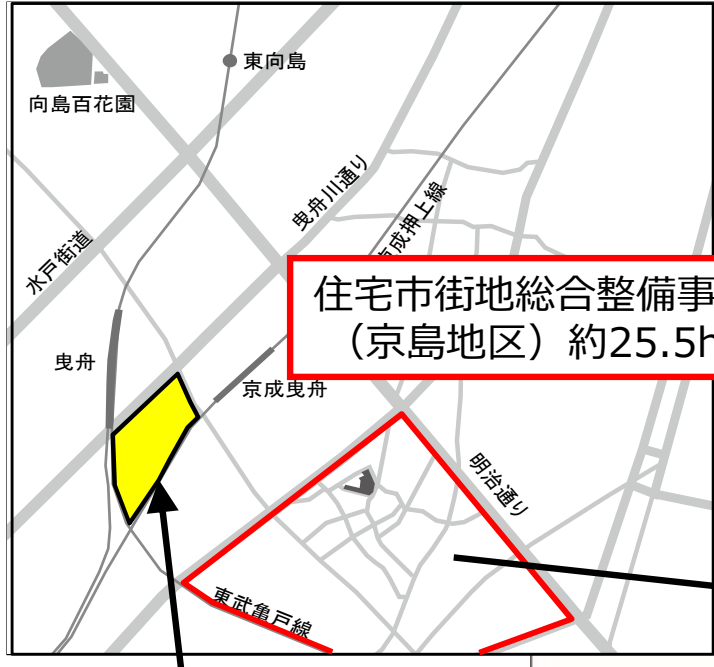 東向島
向島百花園
曳舟川通り
京成押上線
水戸街道
住宅市街地総合整備事
（京島地区）約25.5h
曳舟
京成曳舟
明治通り
東武亀戸線